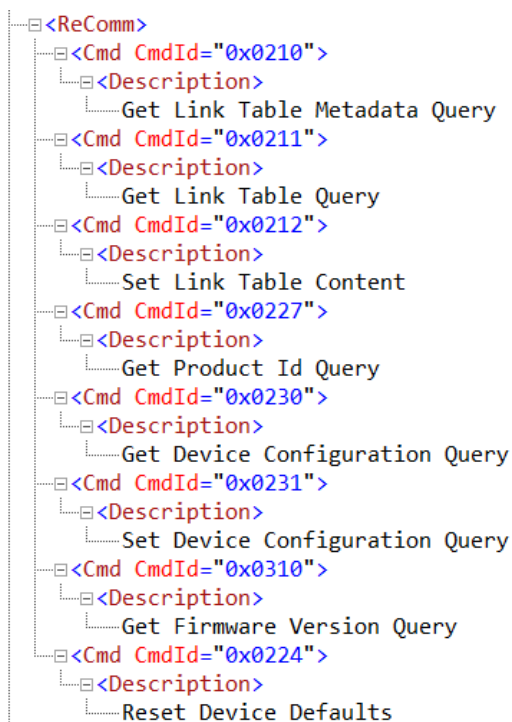 <ReComm>
<Cmd CmdId="0x0210">
<Description>
Get Link Table Metadata Query
<Cmd CmdId="0x0211">
<Description>
Get Link Table Query
<Cmd CmdId="0x0212">
<Description>
Set Link Table Content
<Cmd CmdId="0x0227">
<Description>
Get Product Id Query
<Cmd CmdId="0x0230">
<Description>
Get Device Configuration Query
<Cmd CmdId="0x0231">
<Description>
Set Device Configuration Query
<Cmd CmdId="0x0310">
<Description>
Get Firmware Version Query
<Cmd CmdId="0x0224">
<Description>
Reset Device Defaults